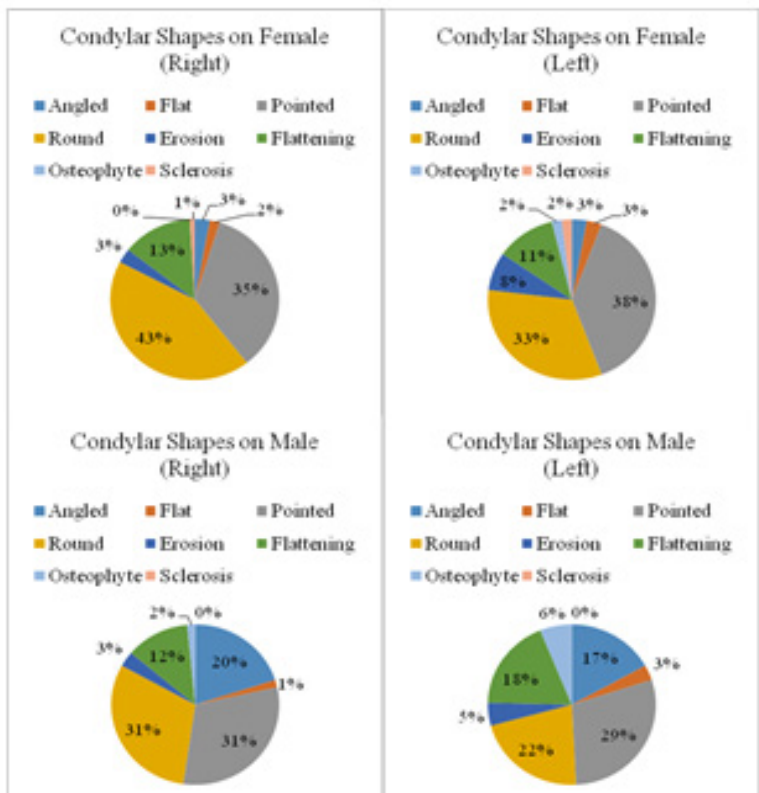 Condylar Shapes on Female
(Right)
Angled Flat Pointed
Round Erosion Flattening
Osteophyte Sclerosis
0% 1% 3% 2%
3% 13% 35%
43%
Condylar Shapes on Female
(Left)
Angled Flat Pointed
Round Erosion Flattening
Osteophyte Sclerosis
2% 2% 3% 3%
11%
8% 38%
33%
Condylar Shapes on Male
(Right)
Angled Flat Pointed
Round Erosion Flattening
Osteophyte Sclerosis
2% 0%
3% 12% 20%
1%
31% 31%
Condylar Shapes on Male
(Left)
Angled Flat Pointed
Round Erosion Flattening
Osteophyte Sclerosis
6% 0%
17% 3%
18%
5%
22% 29%